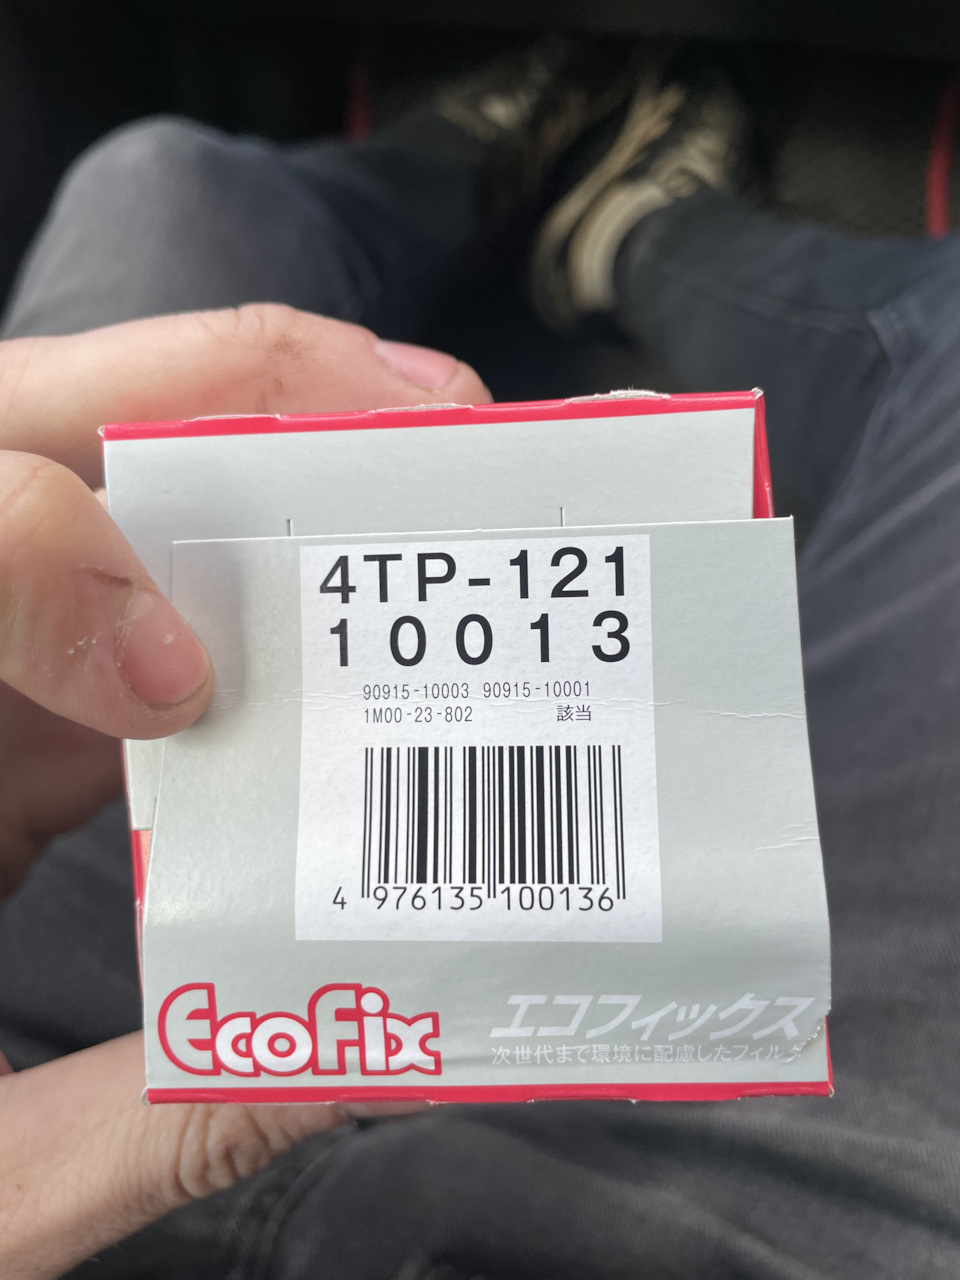 4TP-121
10013
90915-10003 90915-10001
1M00-23-802 該当
4 976135 100136
EcoFix
エコフィックス
次世代まで環境に配慮したフィルタ